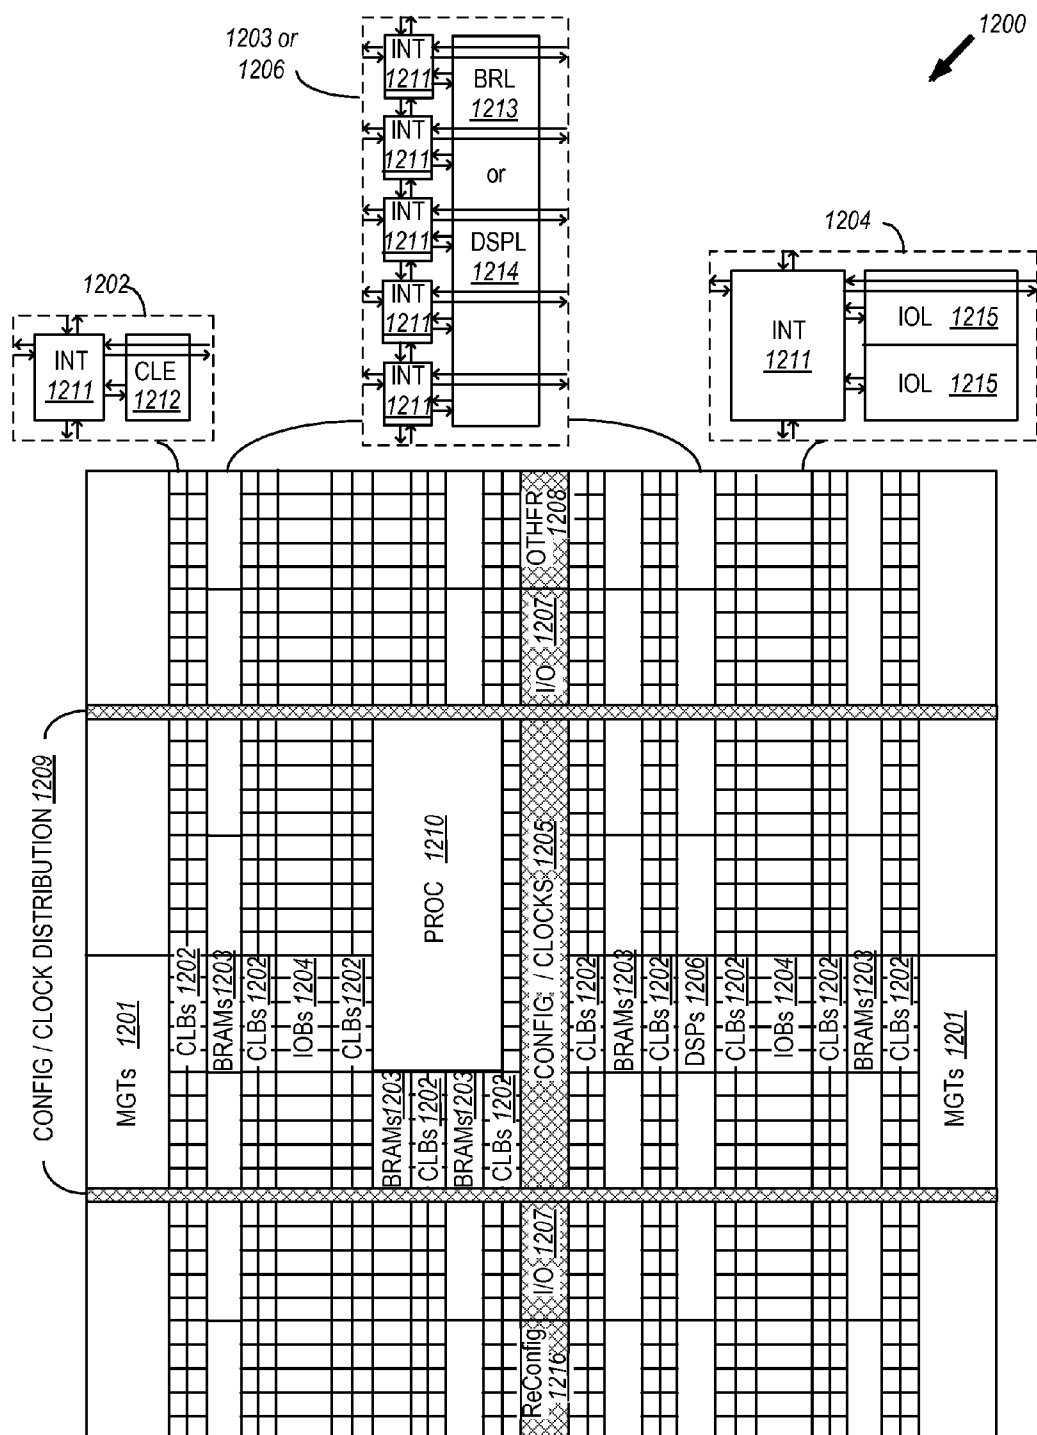 1200
1203 or
1206
INT
1211
INT
1211
INT
1211
INT
1211
INT
1211
BRL
1213
or
DSPL
1214
1204
INT
1211
IOL 1215
IOL 1215
1202
INT
1211
CLE
1212
OTHER
1208
I/O 1207
CONFIG / CLOCK DISTRIBUTION 1209
PROC 1210
CONFIG / CLOCKS 1205
MGTs 1201
CLBs 1202
BRAMs 1203
CLBs 1202
IOBs 1204
CLBs 1202
BRAMs 1203
CLBs 1202
BRAMs 1203
CLBs 1202
CLBs 1202
BRAMs 1203
CLBs 1202
DSPs 1206
CLBs 1202
IOBs 1204
CLBs 1202
BRAMs 1203
CLBs 1202
MGTs 1201
I/O 1207
ReConfig
1216